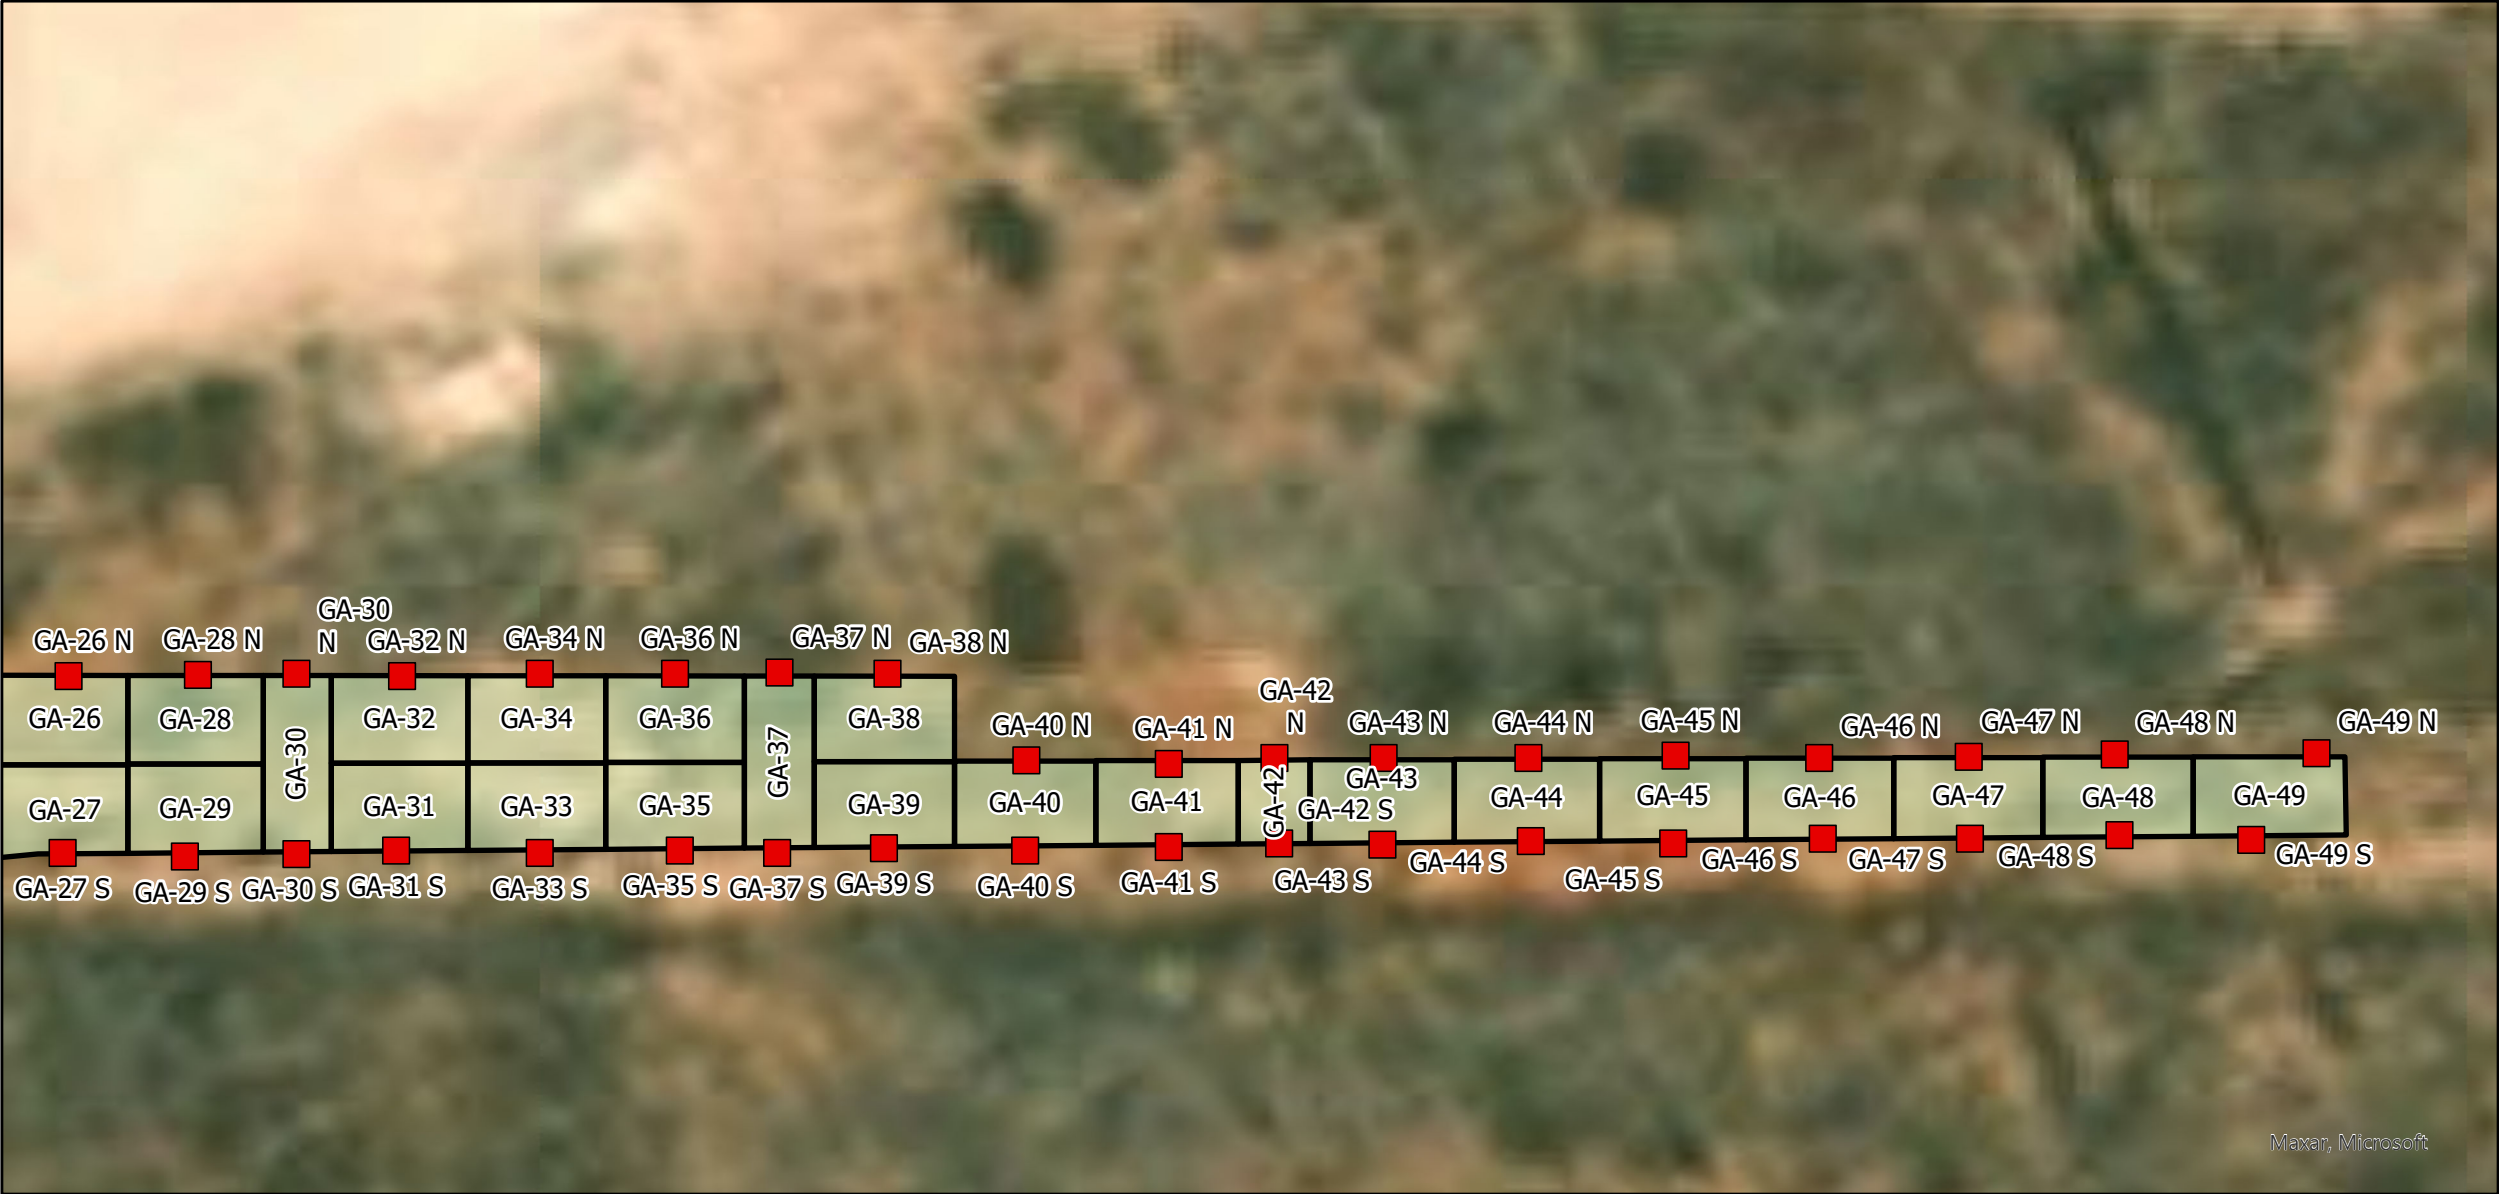 GA-30
N
GA-26 N
GA-28 N
GA-32 N
GA-34 N
GA-36 N
GA-37 N
GA-38 N
GA-26
GA-28
GA-30
GA-32
GA-34
GA-36
GA-37
GA-38
GA-42
N
GA-40 N
GA-41 N
GA-43 N
GA-44 N
GA-45 N
GA-46 N
GA-47 N
GA-48 N
GA-49 N
GA-27
GA-29
GA-31
GA-33
GA-35
GA-39
GA-40
GA-41
GA-42
GA-43
GA-42 S
GA-44
GA-45
GA-46
GA-47
GA-48
GA-49
GA-27 S
GA-29 S
GA-30 S
GA-31 S
GA-33 S
GA-35 S
GA-37 S
GA-39 S
GA-40 S
GA-41 S
GA-43 S
GA-44 S
GA-45 S
GA-46 S
GA-47 S
GA-48 S
GA-49 S
Maxar, Microsoft